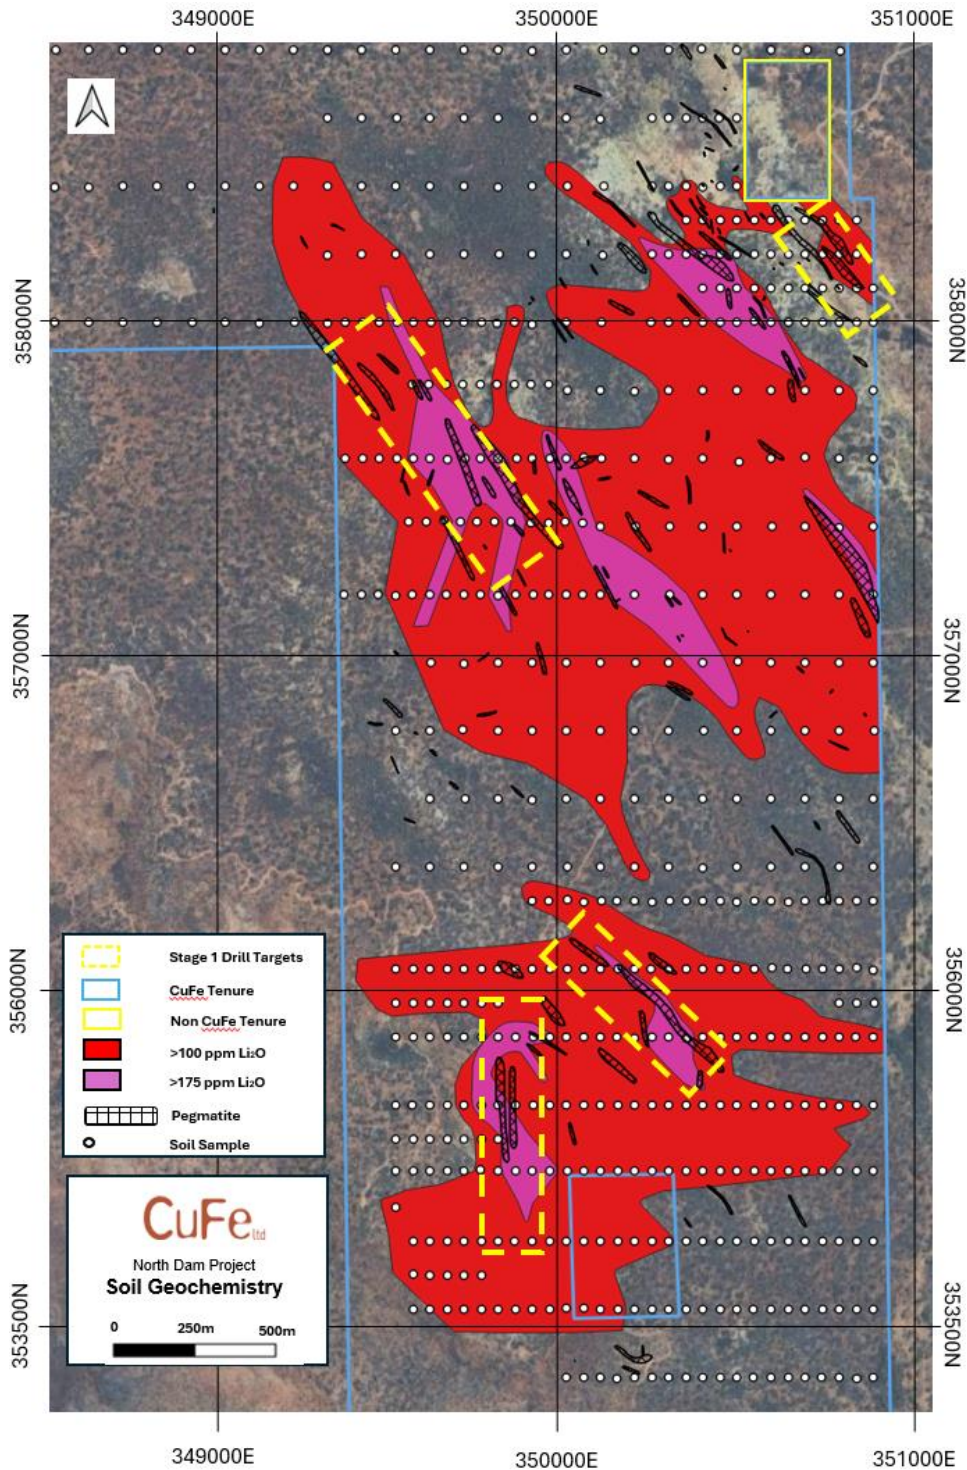 349000E
350000E
351000E
358000N
358000N
357000N
357000N
356000N
356000N
Stage 1 Drill Targets
CuFe Tenure
Non CuFe Tenure
>100 ppm Li₂O
>175 ppm Li₂O
Pegmatite
Soil Sample
CuFe ltd
North Dam Project
Soil Geochemistry
0 250m 500m
353500N
353500N
349000E
350000E
351000E